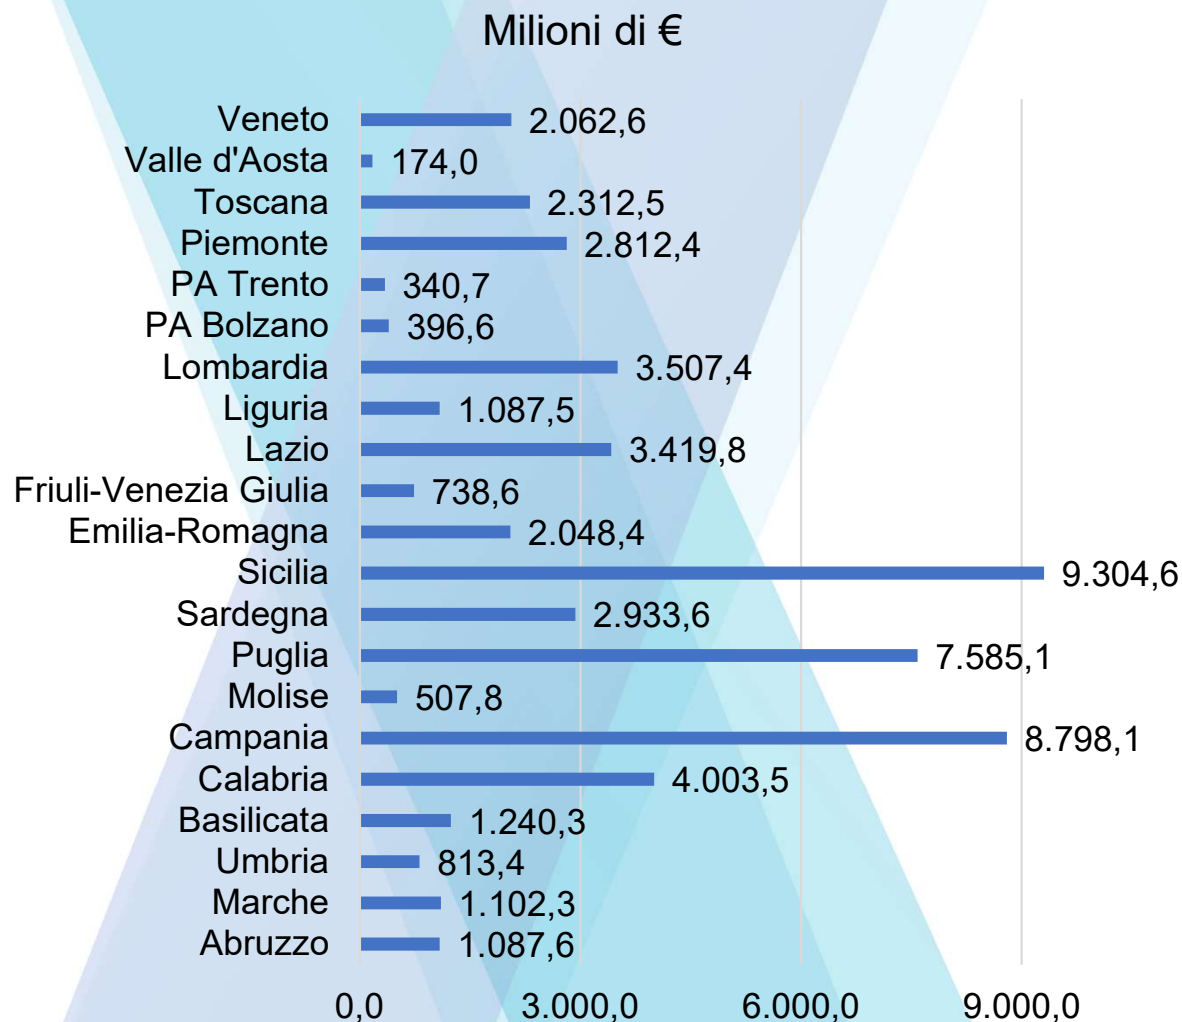 Milioni di €
Veneto 2.062,6
Valle d'Aosta 174,0
Toscana 2.312,5
Piemonte 2.812,4
PA Trento 340,7
PA Bolzano 396,6
Lombardia 3.507,4
Liguria 1.087,5
Lazio 3.419,8
Friuli-Venezia Giulia 738,6
Emilia-Romagna 2.048,4
Sicilia 9.304,6
Sardegna 2.933,6
Puglia 7.585,1
Molise 507,8
Campania 8.798,1
Calabria 4.003,5
Basilicata 1.240,3
Umbria 813,4
Marche 1.102,3
Abruzzo 1.087,6
0,0 3.000,0 6.000,0 9.000,0